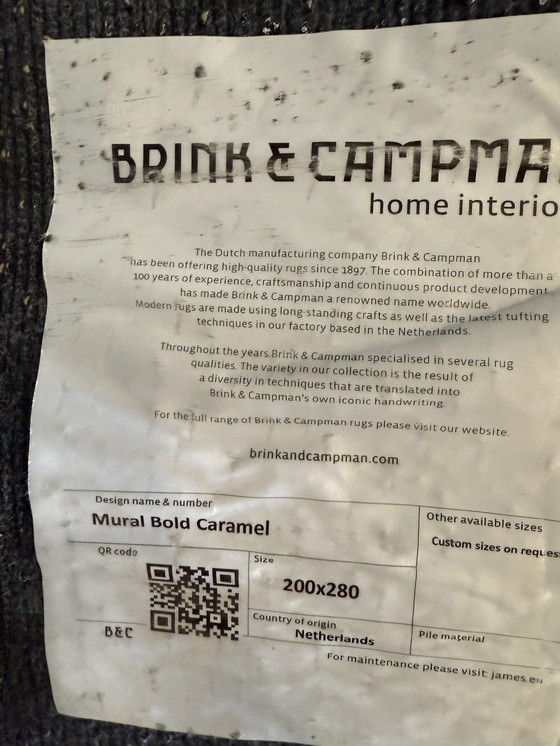 BRINK & CAMPMA
home interio
The Dutch manufacturing company Brink & Campman
has been offering high-quality rugs since 1897. The combination of more than a
100 years of experience, craftsmanship and continuous product development
has made Brink & Campman a renowned name worldwide.
Modern rugs are made using long-standing crafts as well as the latest tufting
techniques in our factory based in the Netherlands.
Throughout the years Brink & Campman specialised in several rug
qualities. The variety in our collection is the result of
a diversity in techniques that are translated into
Brink & Campman's own iconic handwriting.
For the full range of Brink & Campman rugs please visit our website.
brinkandcampman.com
Design name & number
Mural Bold Caramel
Other available sizes
Custom sizes on reques
QR code
Size
200x280
Country of origin
Netherlands
Pile material
B&C
For maintenance please visit: james.eu